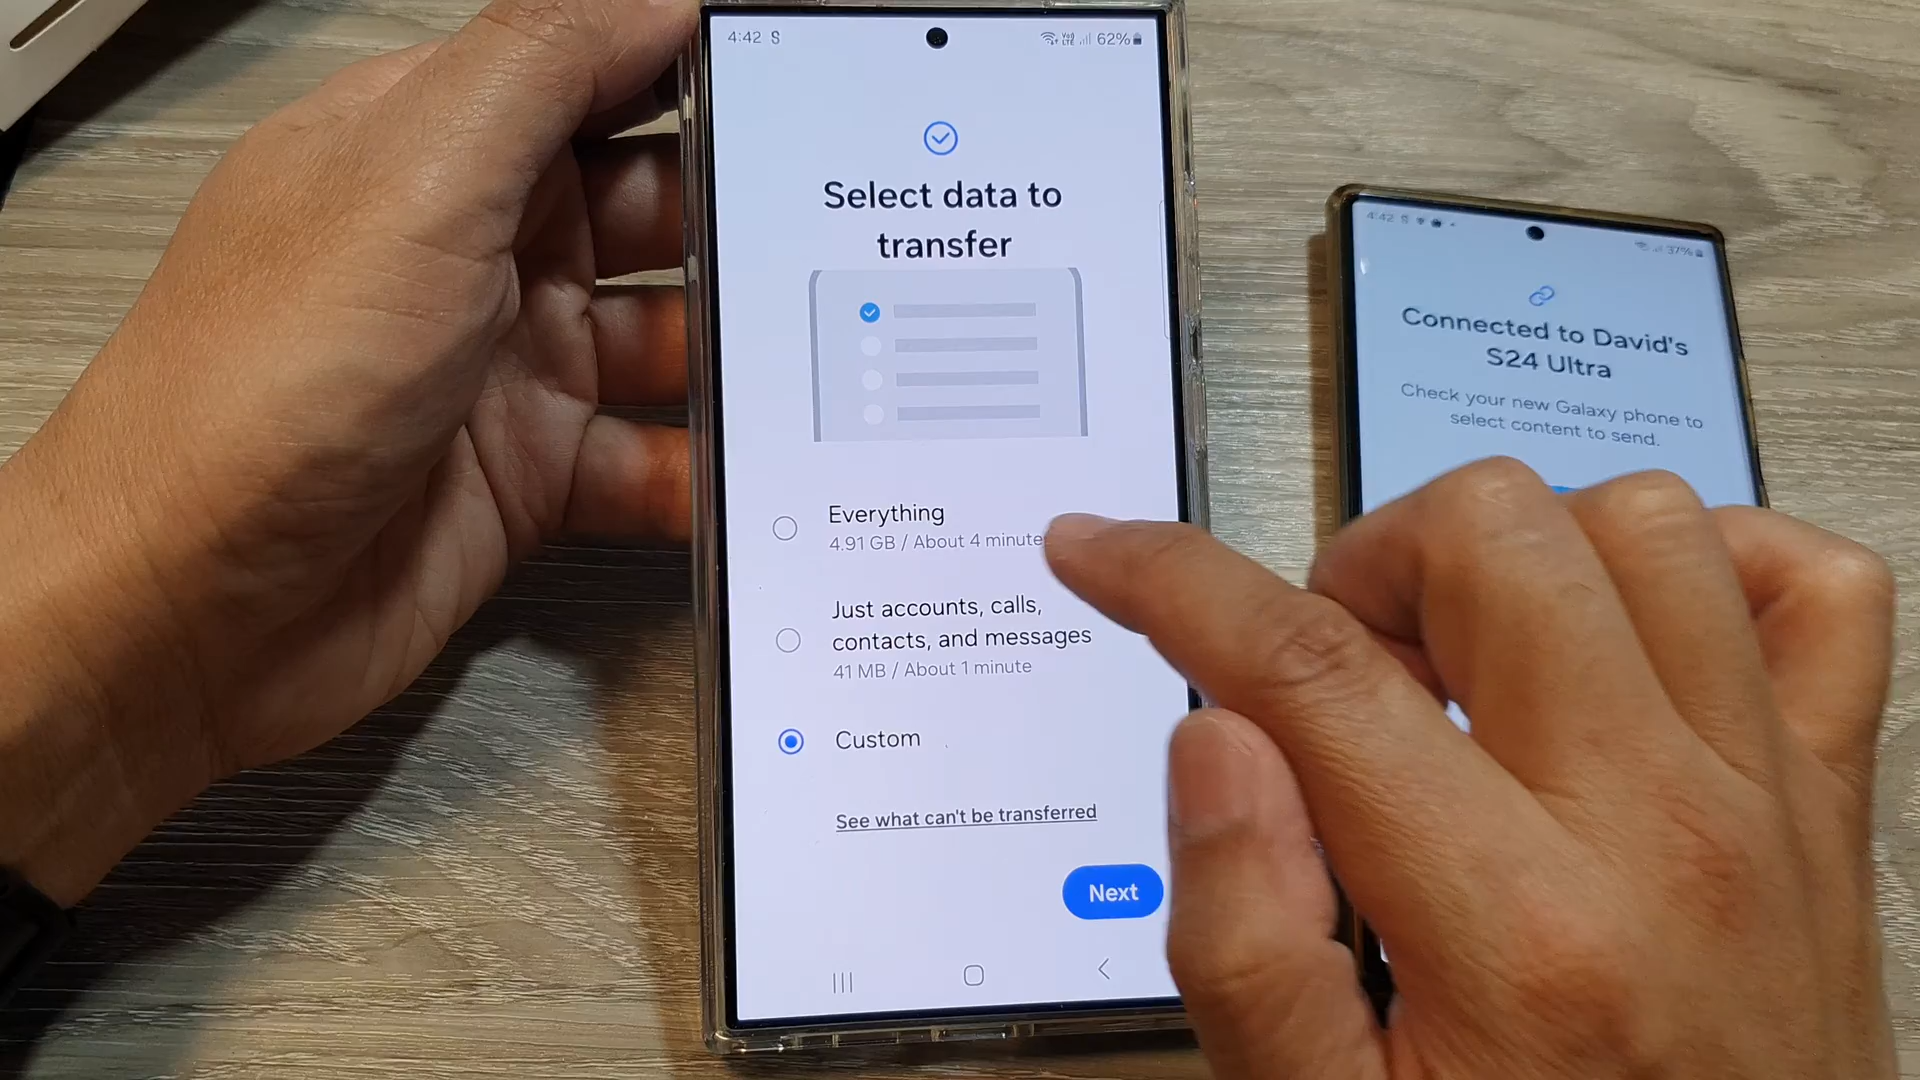 4:42
62%
Select data to
transfer
Everything
4.91 GB / About 4 minute
Just accounts, calls,
contacts, and messages
41 MB / About 1 minute
Custom
See what can't be transferred
Next
4:42
37%
Connected to David's
S24 Ultra
Check your new Galaxy phone to
select content to send.